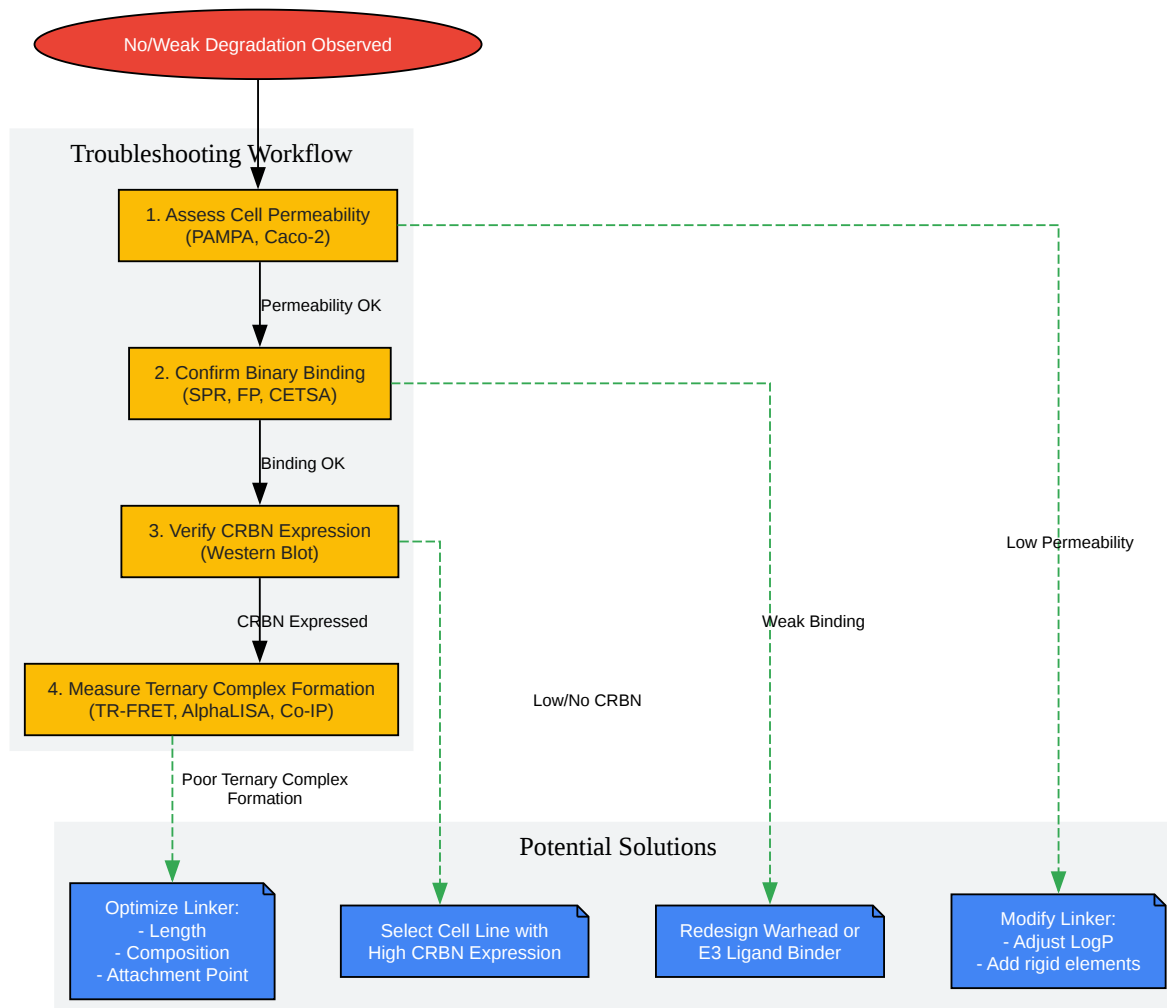 No/Weak Degradation Observed
Troubleshooting Workflow
1. Assess Cell Permeability
(PAMPA, Caco-2)
Permeability OK
2. Confirm Binary Binding
(SPR, FP, CETSA)
Binding OK
3. Verify CRBN Expression
(Western Blot)
Low Permeability
CRBN Expressed
Weak Binding
4. Measure Ternary Complex Formation
(TR-FRET, AlphaLISA, Co-IP)
Low/No CRBN
Poor Ternary Complex
Formation
Potential Solutions
Optimize Linker:
- Length
- Composition
- Attachment Point
Select Cell Line with
High CRBN Expression
Redesign Warhead or
E3 Ligand Binder
Modify Linker:
- Adjust LogP
- Add rigid elements